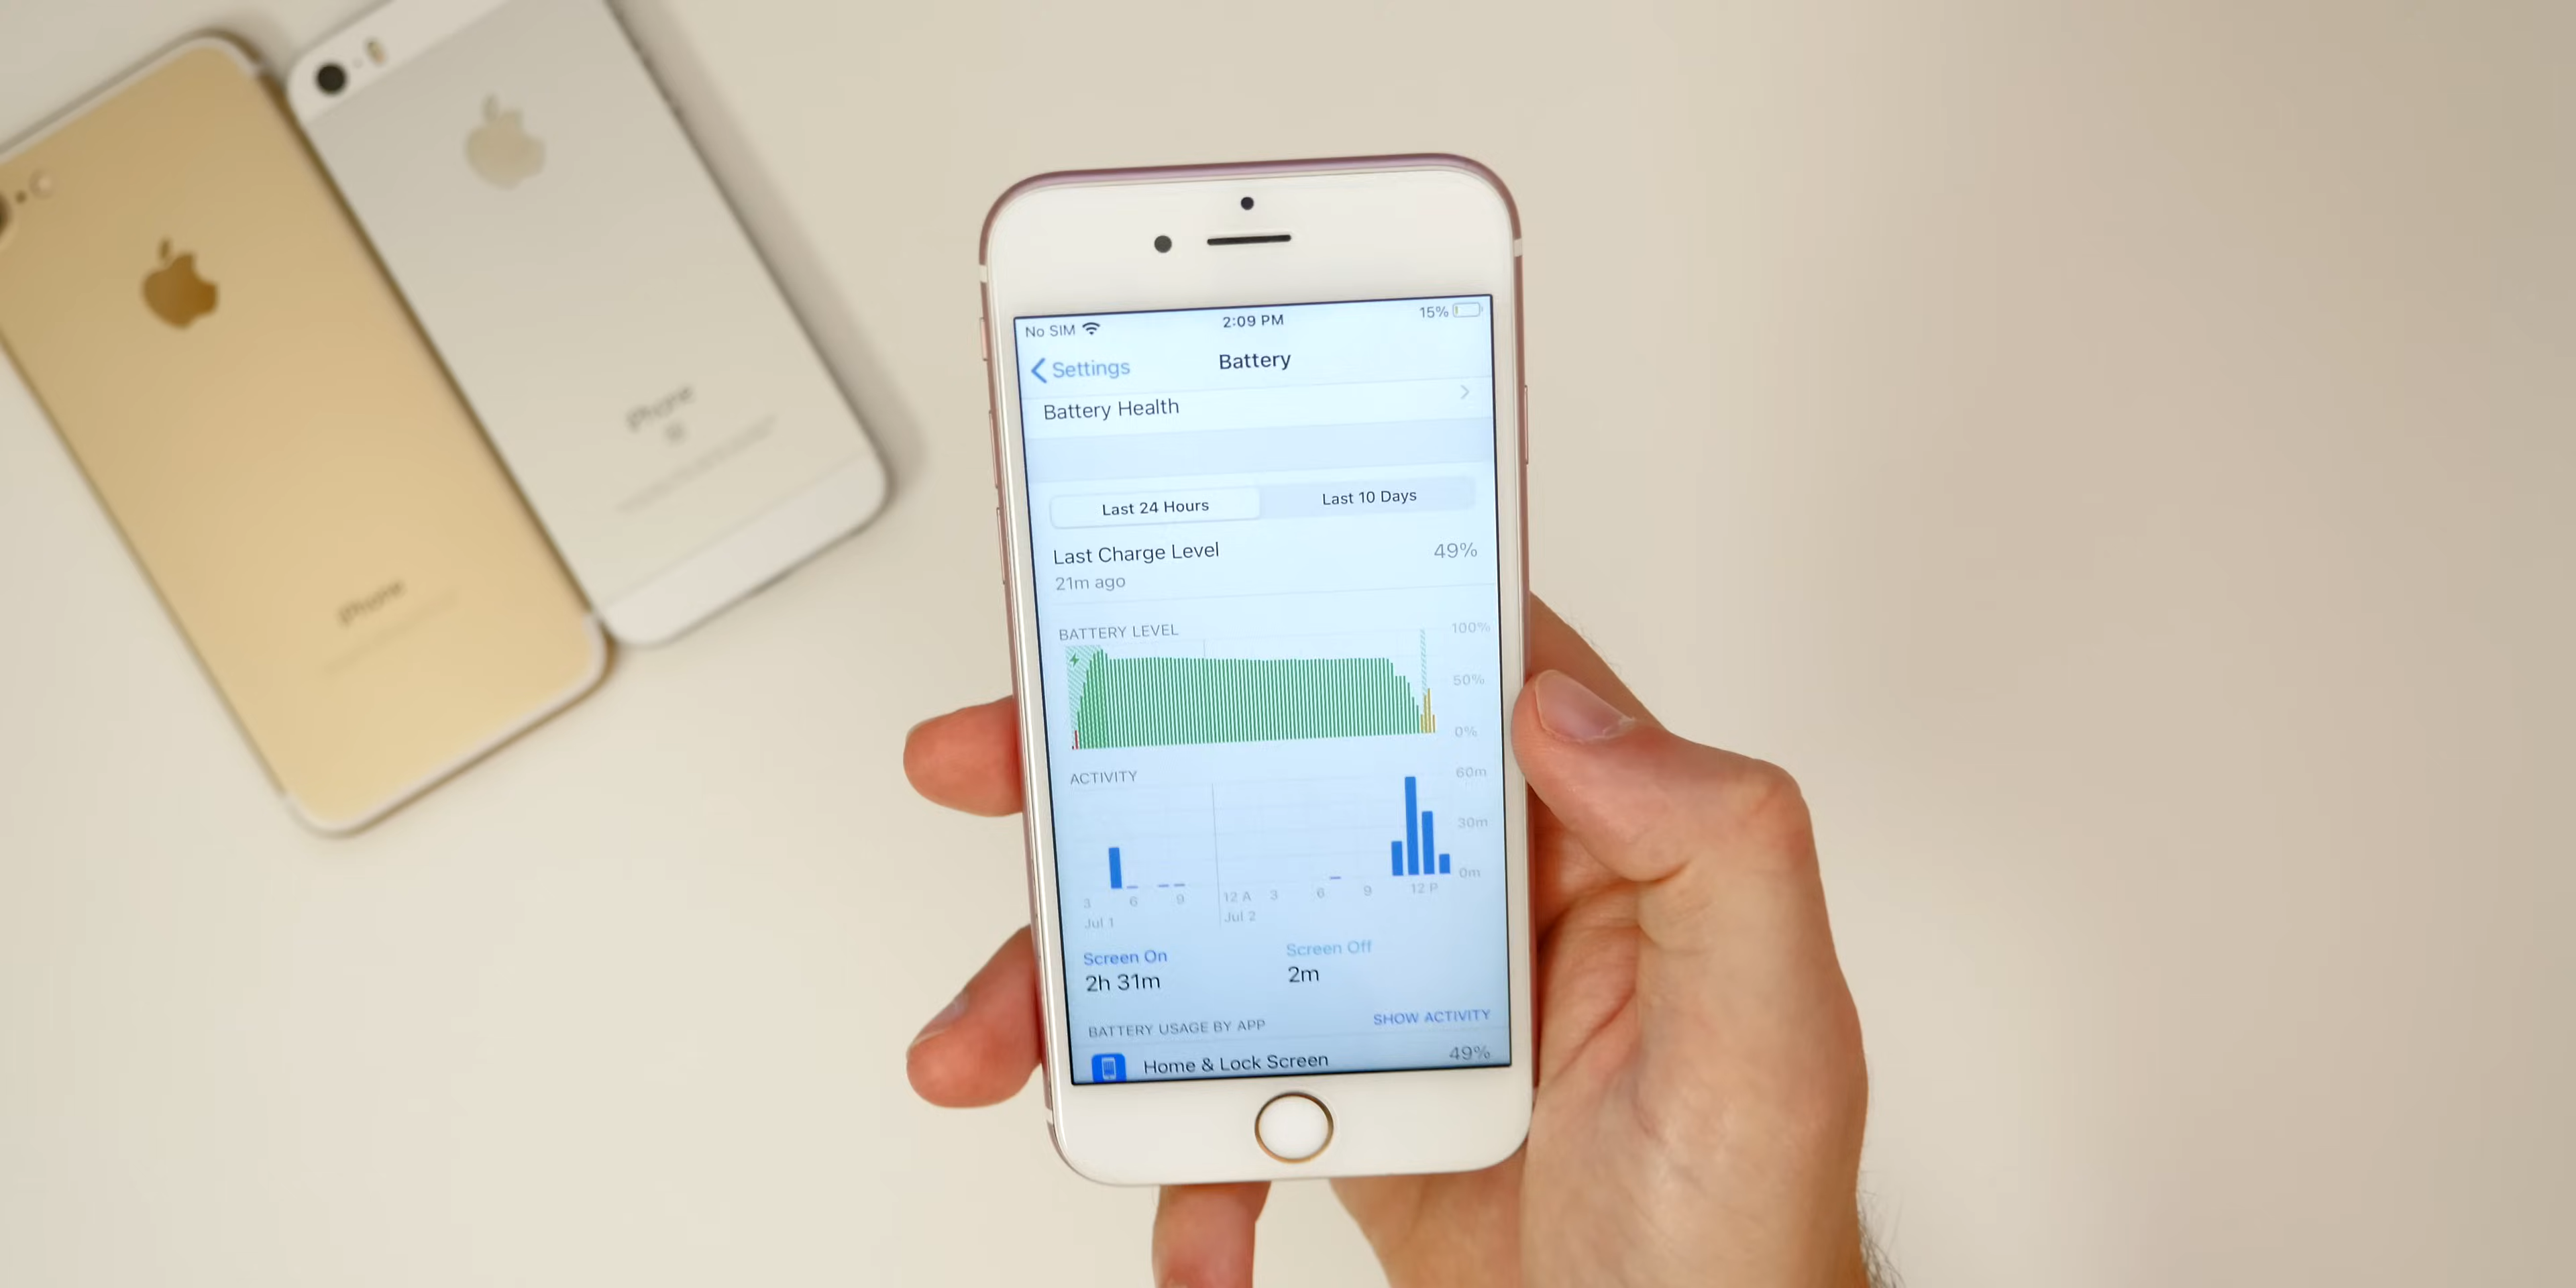 iPhone
iPhone
No SIM 2:09 PM 15%
Settings Battery
Battery Health
Last 24 Hours Last 10 Days
Last Charge Level 49%
21m ago
BATTERY LEVEL 100%
50%
0%
ACTIVITY 60m
30m
0m
3 6 9 12 A 3 6 9 12 P
Jul 1 Jul 2
Screen On Screen Off
2h 31m 2m
BATTERY USAGE BY APP SHOW ACTIVITY
Home & Lock Screen 49%